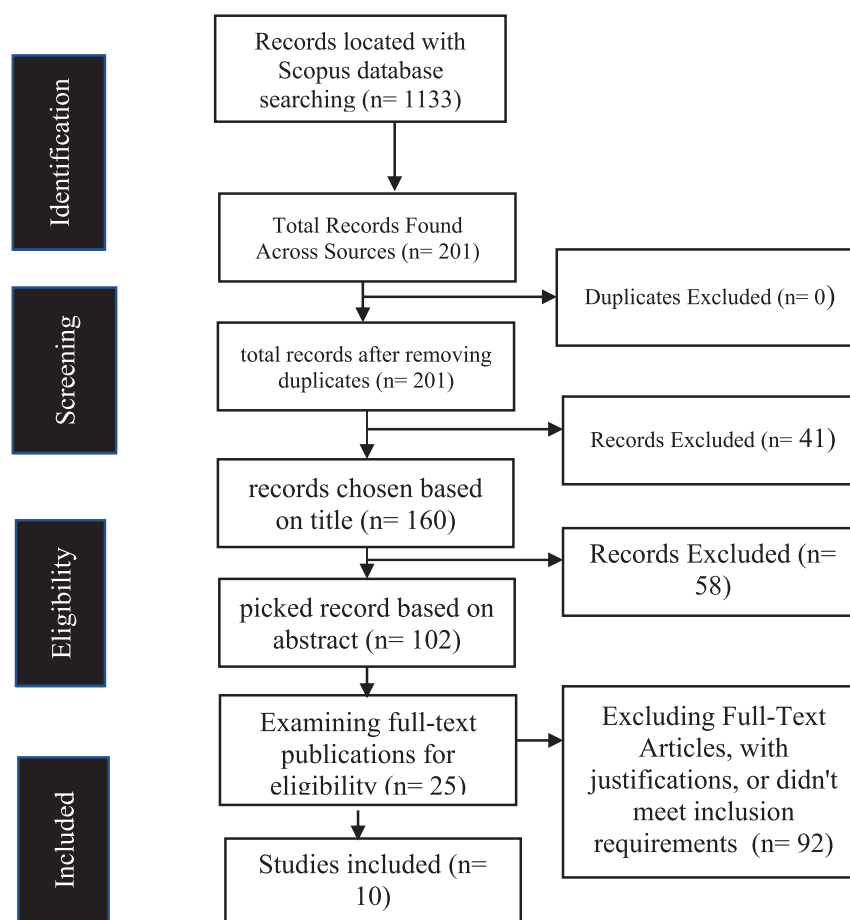 Identification
Records located with
Scopus database
searching (n= 1133)
Total Records Found
Across Sources (n= 201)
Duplicates Excluded (n= 0)
Screening
total records after removing
duplicates (n= 201)
Records Excluded (n= 41)
records chosen based
on title (n= 160)
Eligibility
Records Excluded (n=
58)
picked record based on
abstract (n= 102)
Examining full-text
publications for
eligibility (n= 25)
Excluding Full-Text
Articles, with
justifications, or didn't
meet inclusion
requirements (n= 92)
Included
Studies included (n=
10)